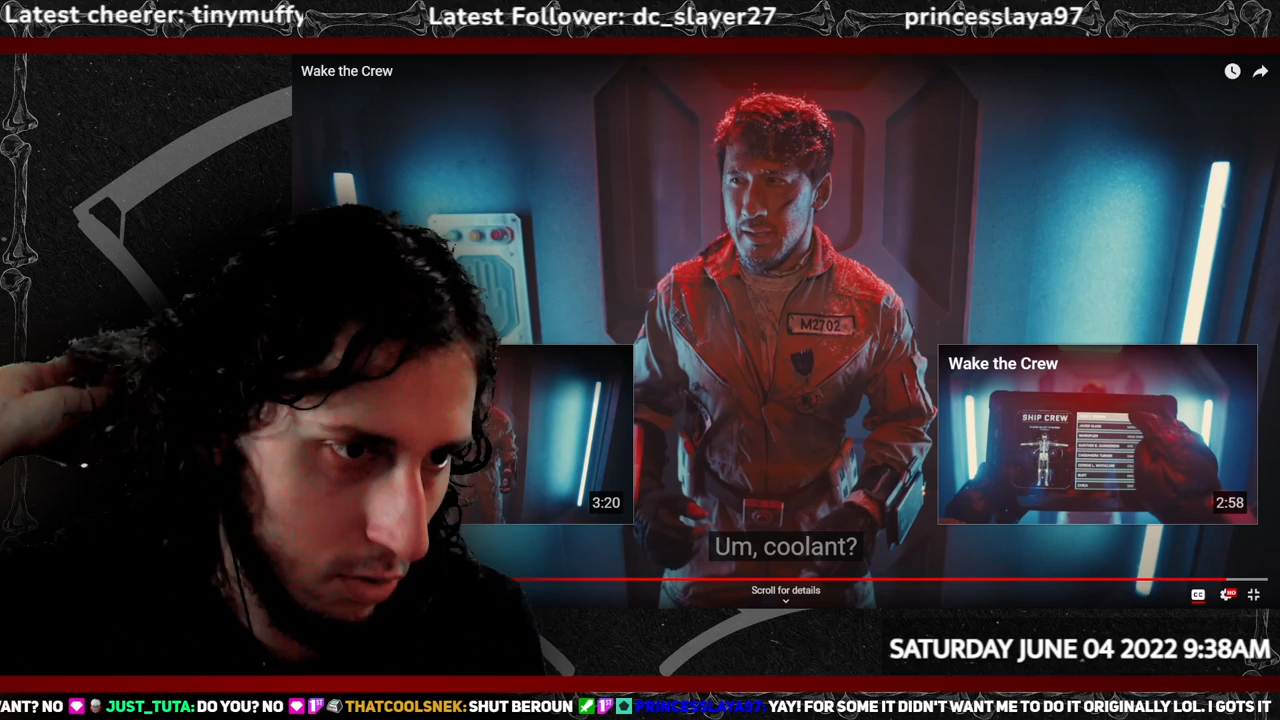 Latest cheerer: tinymuffy
Latest Follower: dc_slayer27
princesslaya97
Wake the Crew
M2702
Wake the Crew
SHIP CREW
3:20
2:58
Um, coolant?
Scroll for details
CC
HD
SATURDAY JUNE 04 2022 9:38AM
ANT? NO JUST_TUTA: DO YOU? NO THATCOOLSNEK: SHUT BEROUN PRINCESSLAYA97: YAY! FOR SOME IT DIDN'T WANT ME TO DO IT ORIGINALLY LOL. I GOTS IT